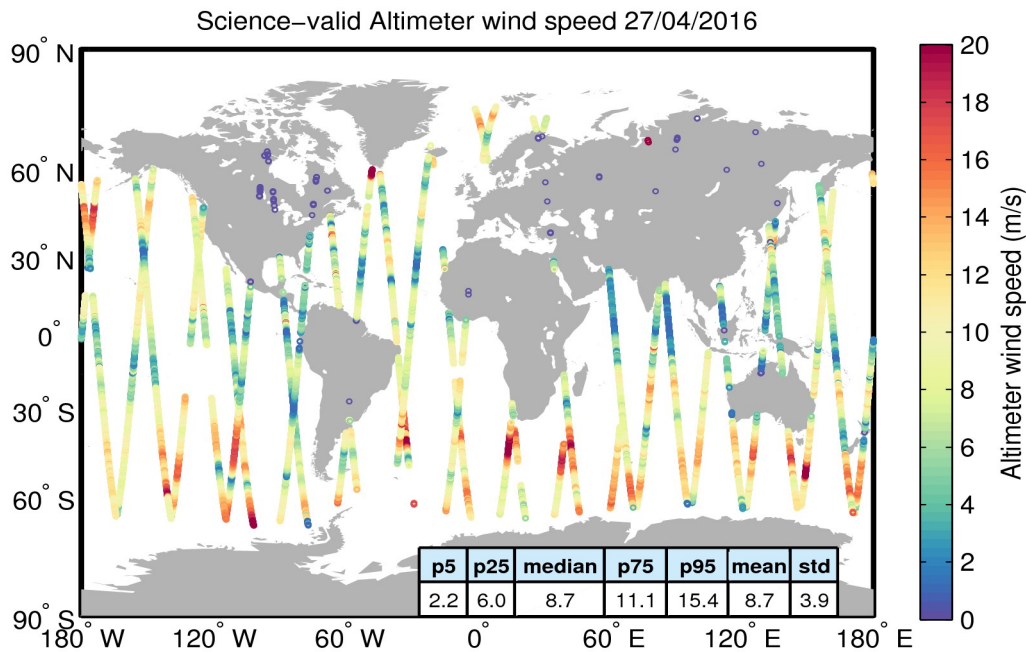 Science−valid Altimeter wind speed 27/04/2016
90° N
60° N
30° N
0°
30° S
60° S
90° S
180° W
120° W
60° W
0°
60° E
120° E
180° E
p5 p25 median p75 p95 mean std
2.2 6.0 8.7 11.1 15.4 8.7 3.9
20
18
16
14
12
10
8
6
4
2
0
Altimeter wind speed (m/s)